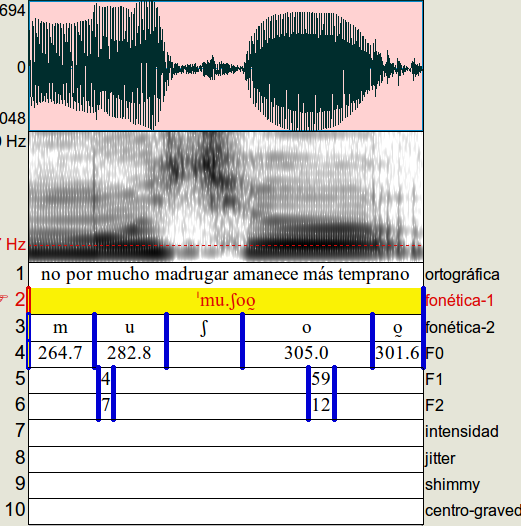 694
0
048
0 Hz
Hz
1 no por mucho madrugar amanece más temprano ortográfica
2 ˈmu.ʃoo̯ fonética-1
3 m u ʃ o o̯ fonética-2
4 264.7 282.8 305.0 301.6 F0
5 4 59 F1
6 7 12 F2
7 intensidad
8 jitter
9 shimmy
10 centro-graved